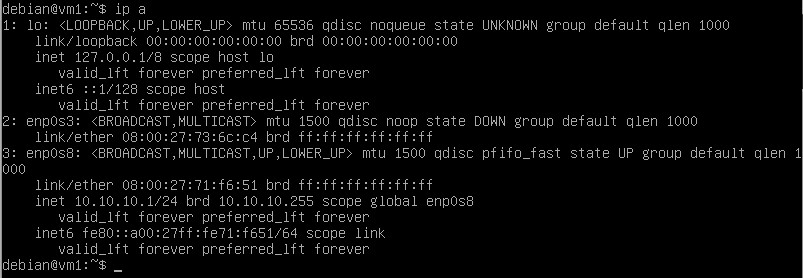 debian@vm1:~$ ip a
1: lo: <LOOPBACK,UP,LOWER_UP> mtu 65536 qdisc noqueue state UNKNOWN group default qlen 1000
    link/loopback 00:00:00:00:00:00 brd 00:00:00:00:00:00
    inet 127.0.0.1/8 scope host lo
       valid_lft forever preferred_lft forever
    inet6 ::1/128 scope host
       valid_lft forever preferred_lft forever
2: enp0s3: <BROADCAST,MULTICAST> mtu 1500 qdisc noop state DOWN group default qlen 1000
    link/ether 08:00:27:73:6c:c4 brd ff:ff:ff:ff:ff:ff
3: enp0s8: <BROADCAST,MULTICAST,UP,LOWER_UP> mtu 1500 qdisc pfifo_fast state UP group default qlen 1
000
    link/ether 08:00:27:71:f6:51 brd ff:ff:ff:ff:ff:ff
    inet 10.10.10.1/24 brd 10.10.10.255 scope global enp0s8
       valid_lft forever preferred_lft forever
    inet6 fe80::a00:27ff:fe71:f651/64 scope link
       valid_lft forever preferred_lft forever
debian@vm1:~$ _